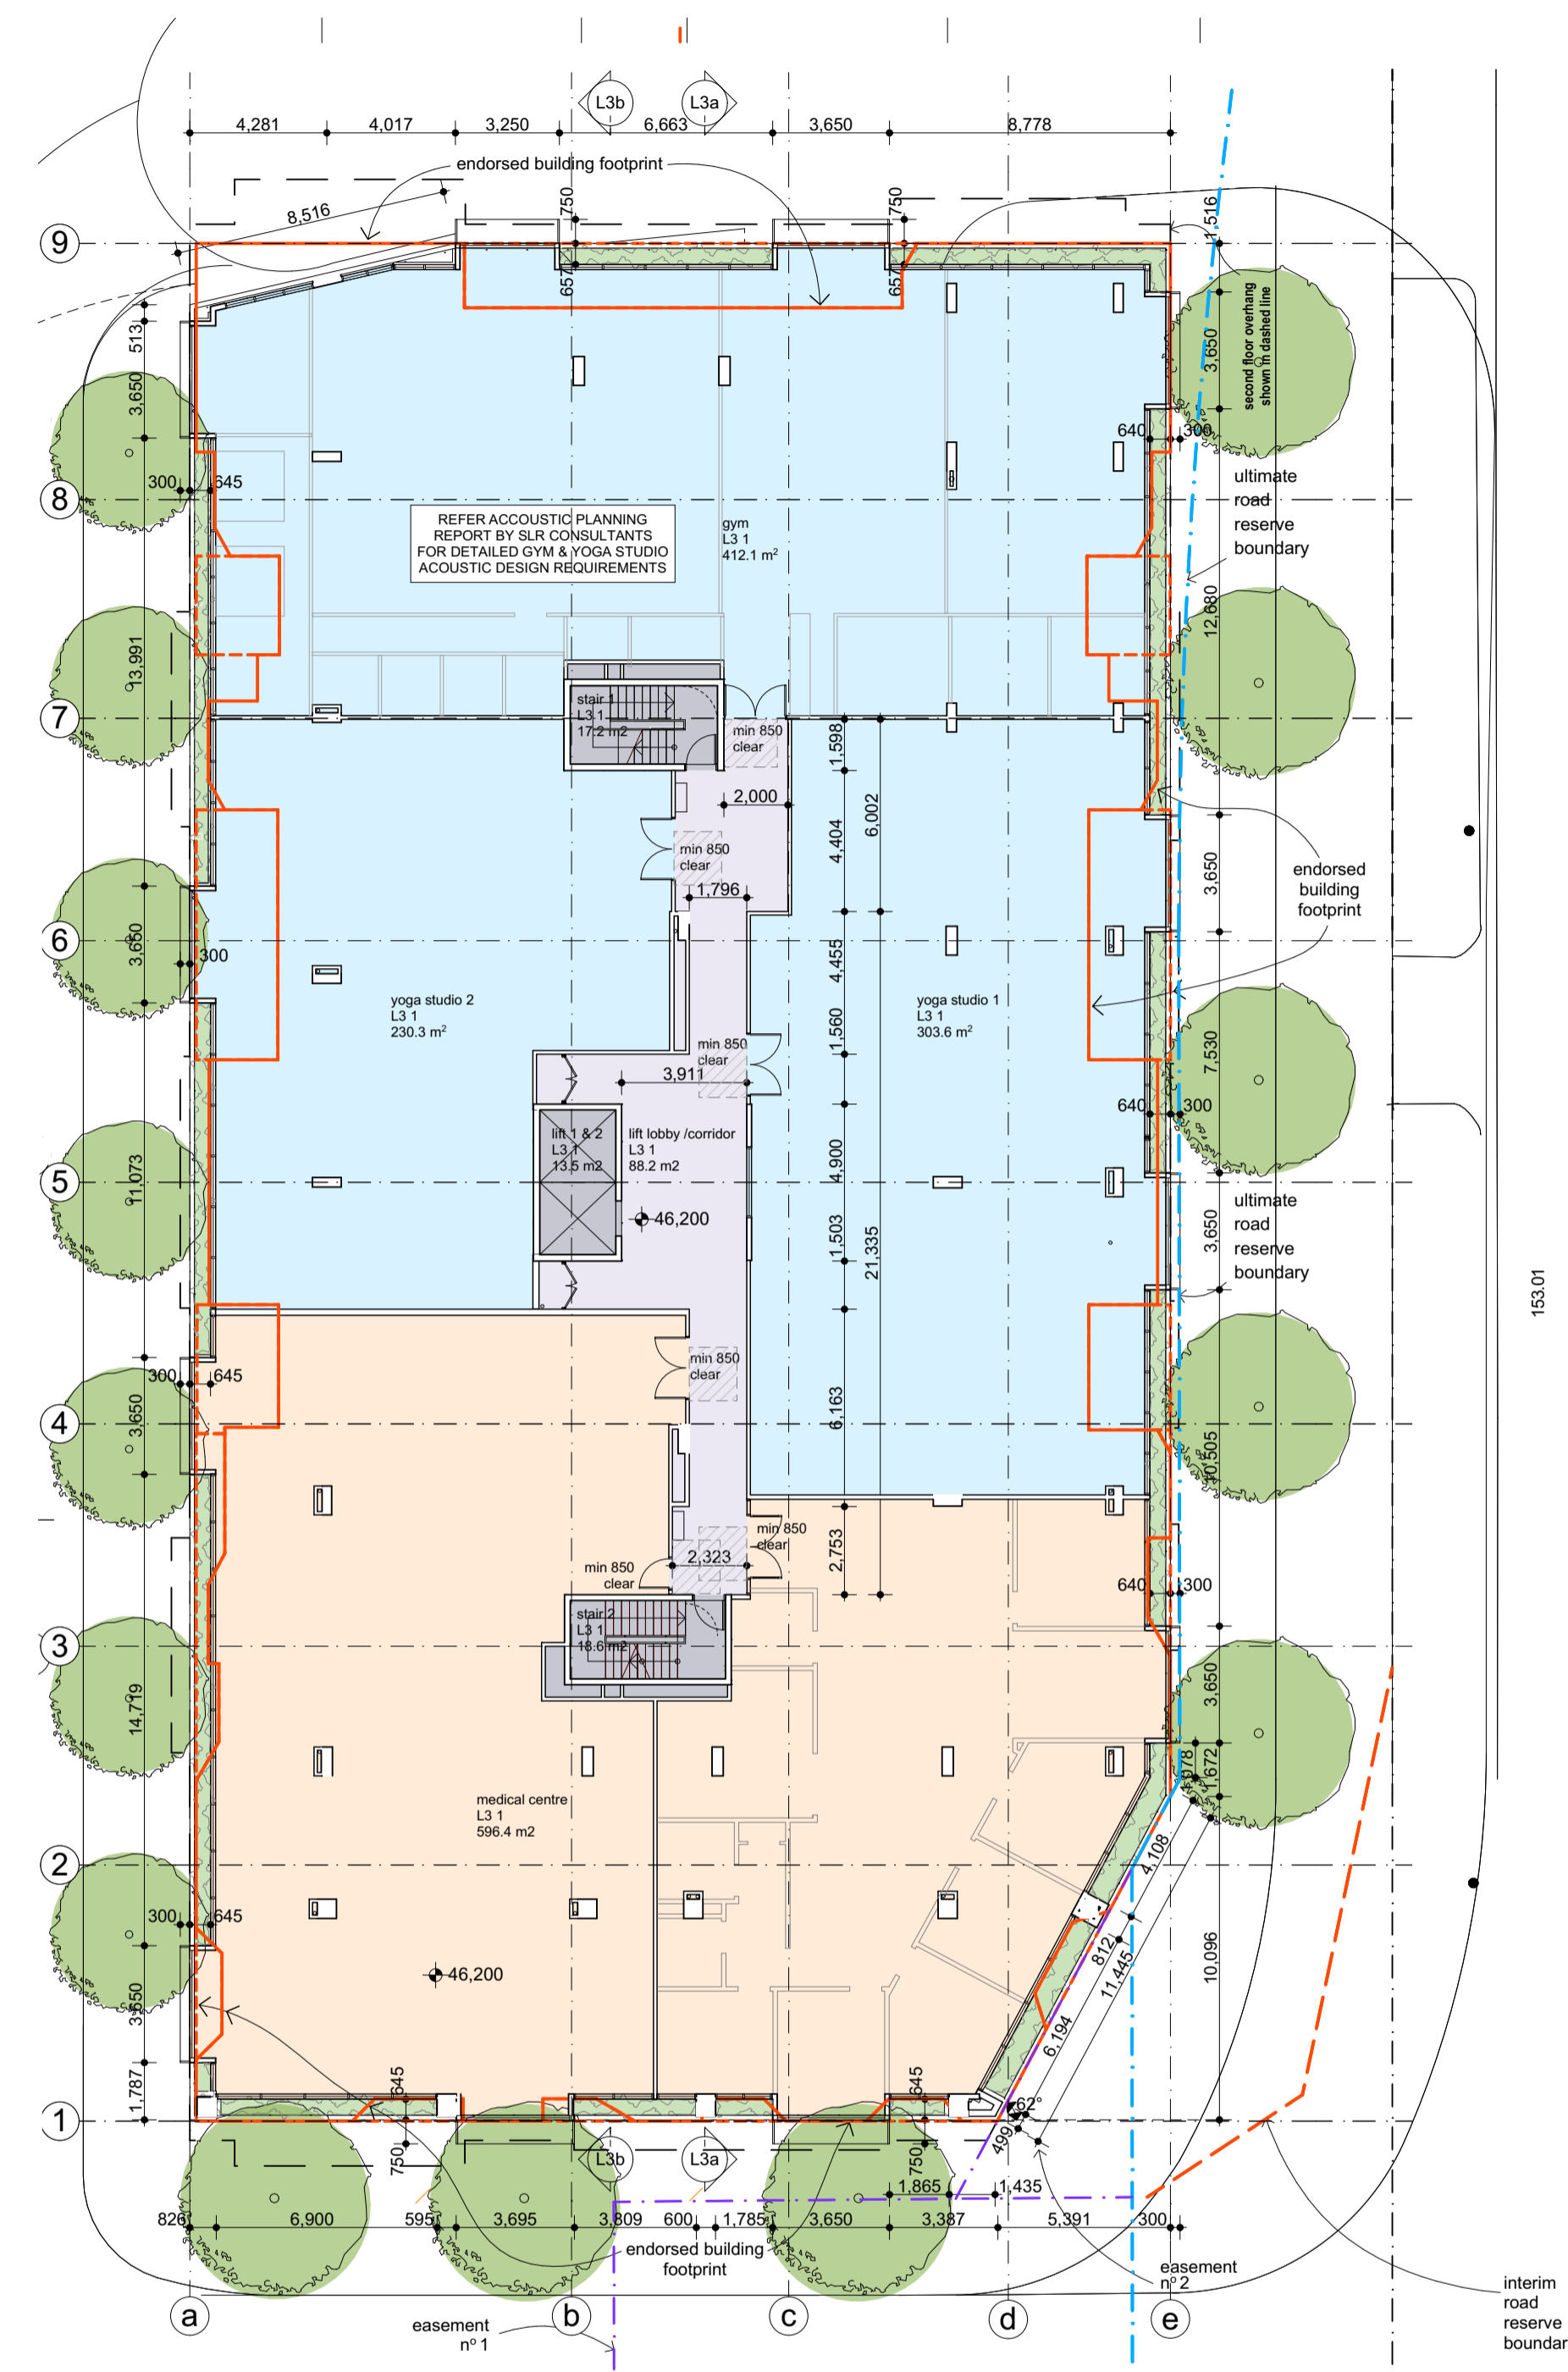 L3b
L3a
4,281
4,017
3,250
6,663
3,650
8,778
endorsed building footprint
8,516
750
750
1,516
9
657
657
513
3,650
second floor overhang
shown in dashed line
3,650
640
300
ultimate
road
reserve
boundary
300
645
8
REFER ACCOUSTIC PLANNING
REPORT BY SLR CONSULTANTS
FOR DETAILED GYM & YOGA STUDIO
ACOUSTIC DESIGN REQUIREMENTS
gym
L3 1
412.1 m²
12,680
13,991
7
stair 1
L3 1
17.2 m2
min 850
clear
1,598
2,000
6,002
4,404
min 850
clear
1,796
3,650
endorsed
building
footprint
6
3,650
300
4,455
yoga studio 2
L3 1
230.3 m²
yoga studio 1
L3 1
303.6 m²
1,560
min 850
clear
3,911
7,530
640
300
lift 1 & 2
L3 1
13.5 m2
lift lobby /corridor
L3 1
88.2 m2
4,900
5
11,073
46,200
1,503
21,335
3,650
ultimate
road
reserve
boundary
153.01
300
645
min 850
clear
4
3,650
6,163
10,505
min 850
clear
2,323
min 850
clear
2,753
640
300
stair 2
L3 1
18.6 m2
3
3,650
14,719
1,078
1,672
medical centre
L3 1
596.4 m2
2
4,108
300
645
812
11,445
10,096
46,200
3,650
6,194
1,787
645
645
62°
1
499
750
L3b
L3a
750
1,865
1,435
826
6,900
595
3,695
3,809
600
1,785
3,650
3,387
5,391
300
endorsed building
footprint
easement
nº 2
easement
nº 1
interim
road
reserve
boundar
a
b
c
d
e